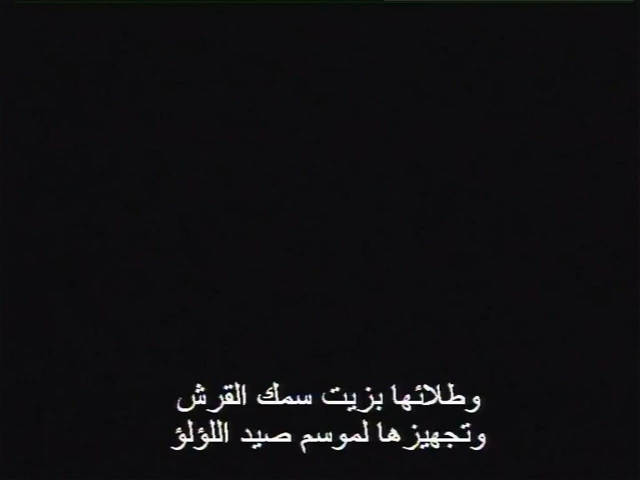 وطلائها بزيت سمك القرش
وتجهيزها لموسم صيد اللؤلؤ